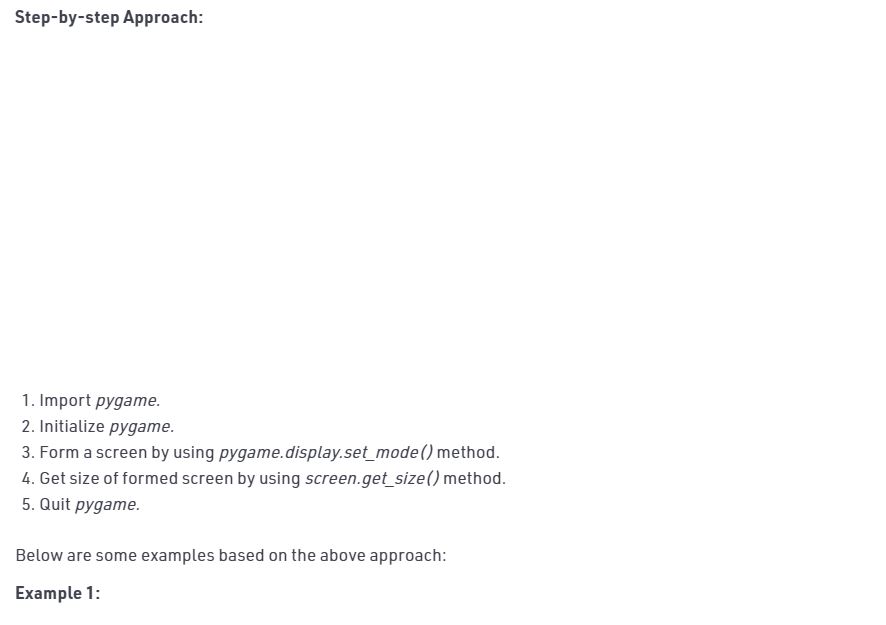 Step-by-step Approach:
1. Import pygame.
2. Initialize pygame.
3. Form a screen by using pygame.display.set_mode() method.
4. Get size of formed screen by using screen.get_size() method.
5. Quit pygame.
Below are some examples based on the above approach:
Example 1: